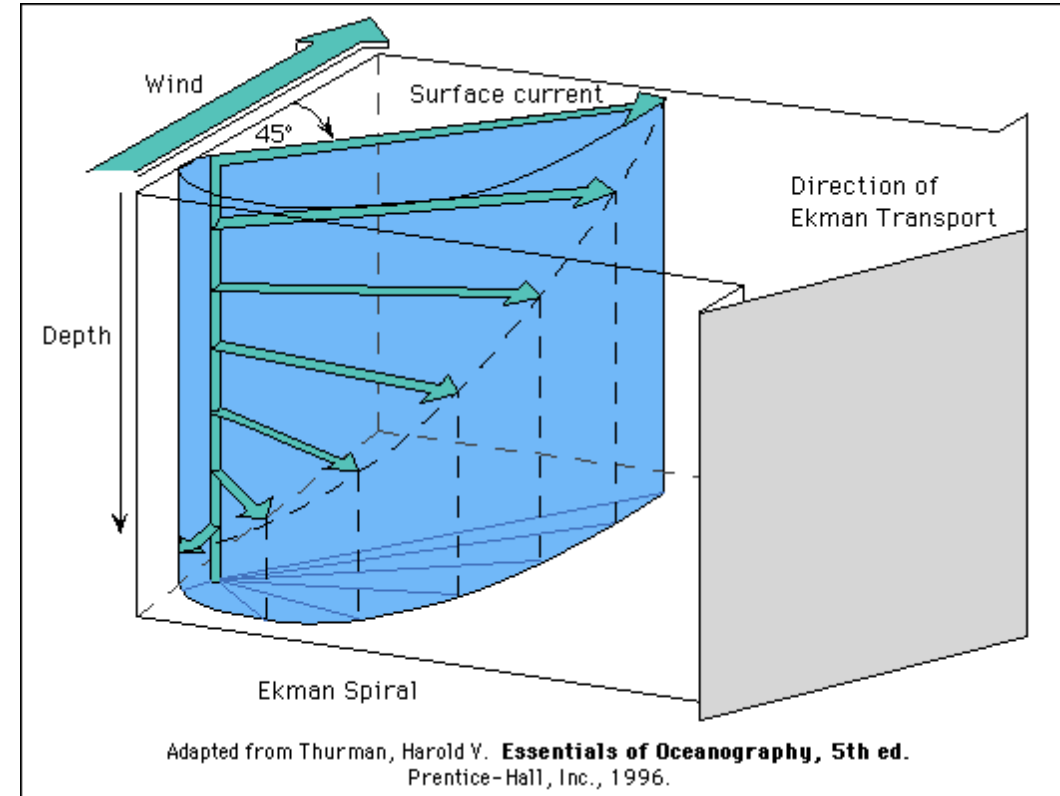 Wind
Surface current
45°
Direction of
Ekman Transport
Depth
Ekman Spiral
Adapted from Thurman, Harold V. Essentials of Oceanography, 5th ed.
Prentice-Hall, Inc., 1996.